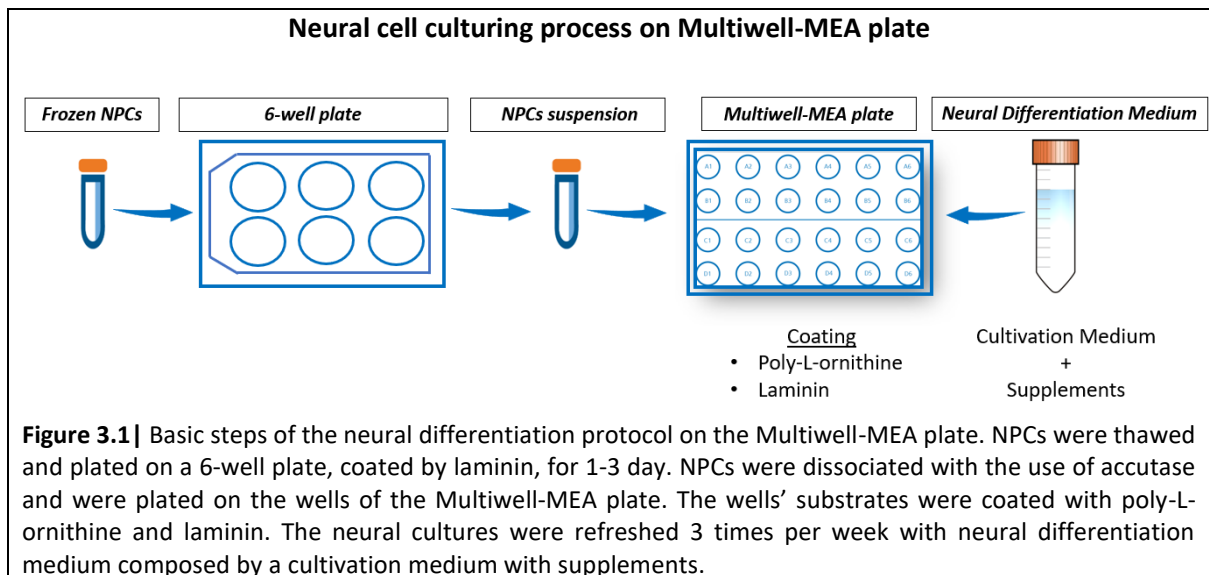 Neural cell culturing process on Multiwell-MEA plate
Frozen NPCs
6-well plate
NPCs suspension
Multiwell-MEA plate
Neural Differentiation Medium
A1 A2 A3 A4 A5 A6
B1 B2 B3 B4 B5 B6
C1 C2 C3 C4 C5 C6
D1 D2 D3 D4 D5 D6
Coating
• Poly-L-ornithine
• Laminin
Cultivation Medium
+
Supplements
Figure 3.1| Basic steps of the neural differentiation protocol on the Multiwell-MEA plate. NPCs were thawed
and plated on a 6-well plate, coated by laminin, for 1-3 day. NPCs were dissociated with the use of accutase
and were plated on the wells of the Multiwell-MEA plate. The wells’ substrates were coated with poly-L-
ornithine and laminin. The neural cultures were refreshed 3 times per week with neural differentiation
medium composed by a cultivation medium with supplements.